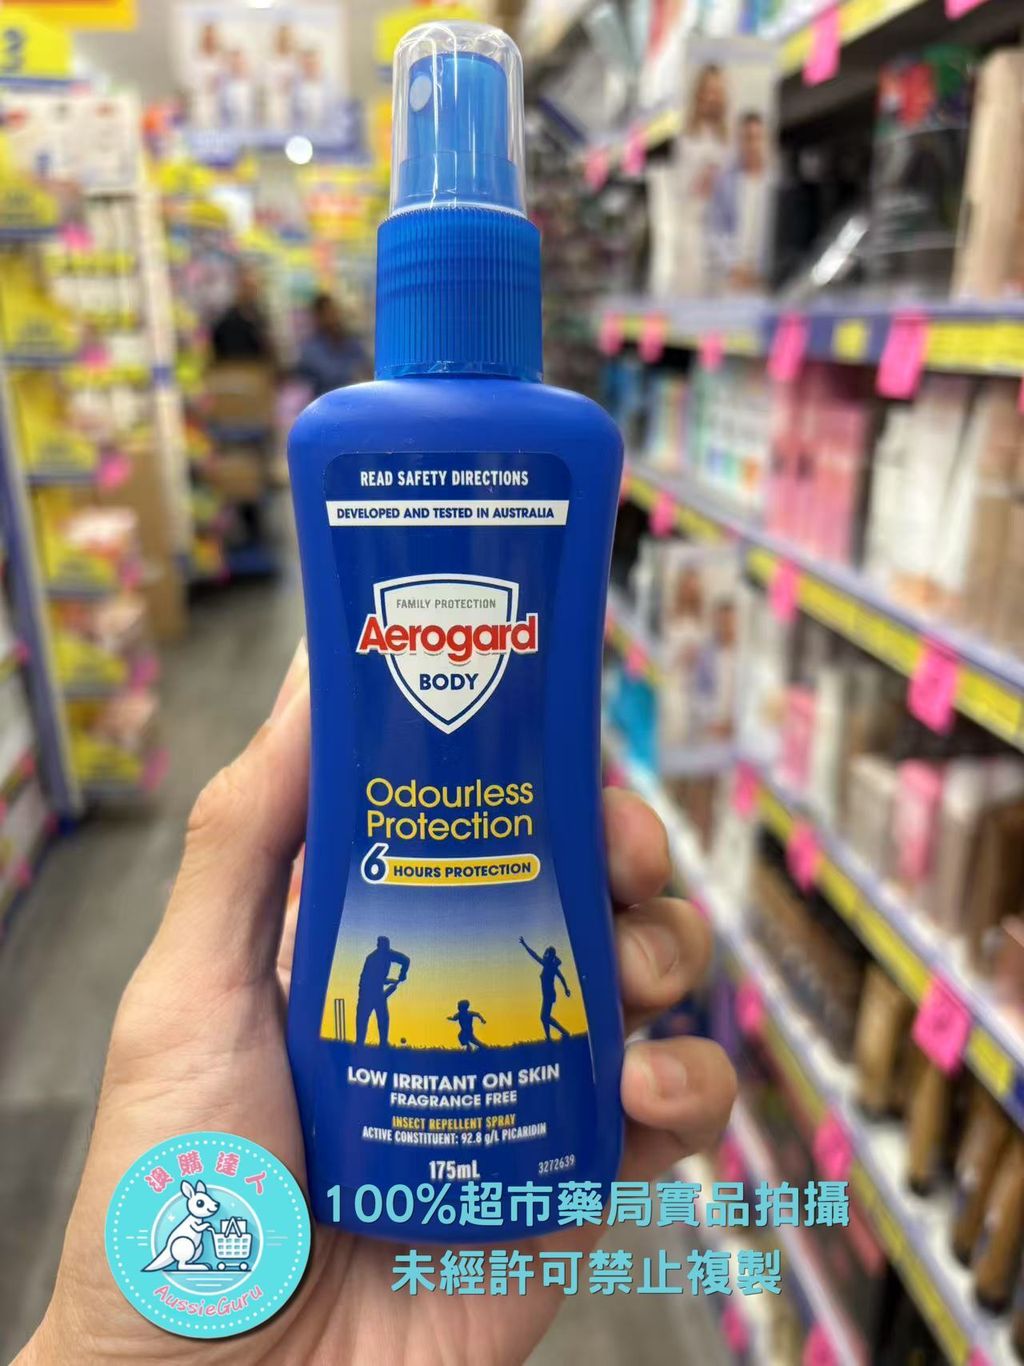 READ SAFETY DIRECTIONS
DEVELOPED AND TESTED IN AUSTRALIA
FAMILY PROTECTION
Aerogard
BODY
Odourless
Protection
6 HOURS PROTECTION
LOW IRRITANT ON SKIN
FRAGRANCE FREE
INSECT REPELLENT SPRAY
ACTIVE CONSTITUENT: 92.8 g/L PICARIDIN
175mL
3272639
澳購達人
AussieGuru
100%超市藥局實品拍攝
未經許可禁止複製